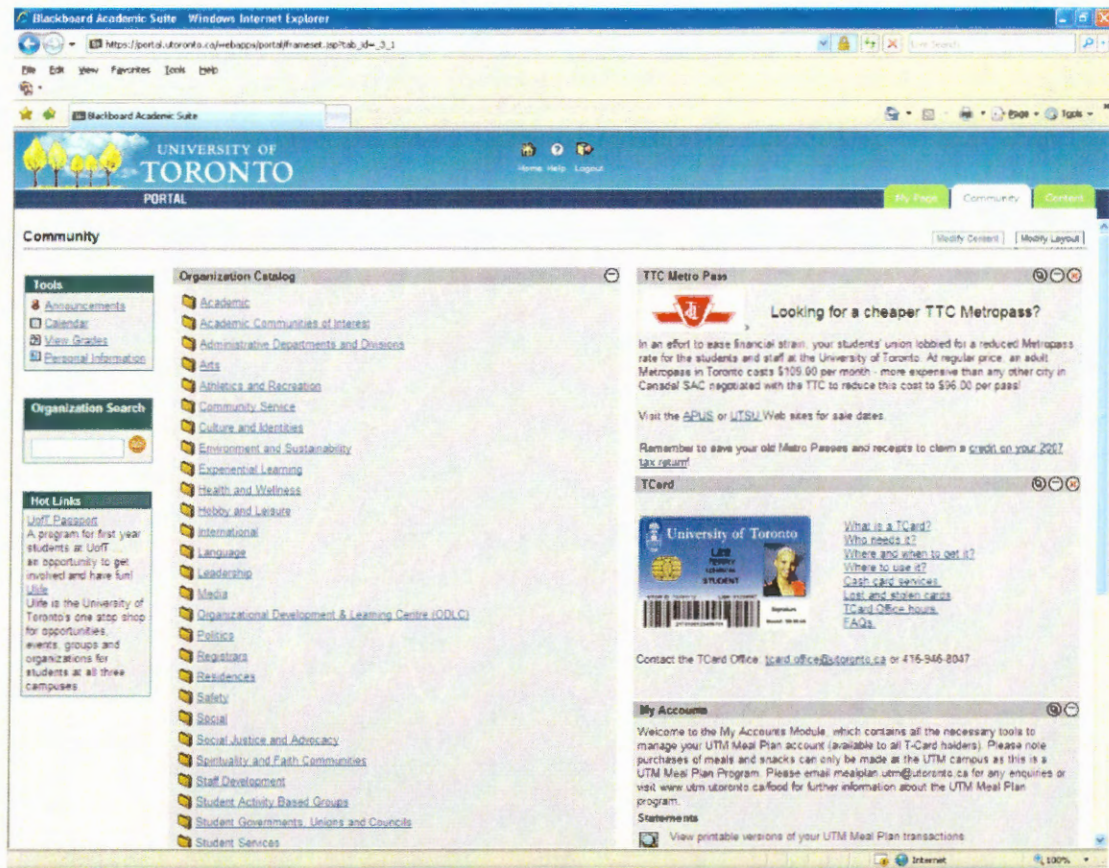 Blackboard Academic Suite Windows Internet Explorer
https://portal.utoronto.ca/webapps/portal/frameset.jsp?tab_id=_3_1
Live Search
File Edit View Favorites Tools Help
Blackboard Academic Suite
Page Tools
UNIVERSITY OF
TORONTO
Home Help Logout
PORTAL
My Page Community Content
Community
Modify Content Modify Layout
Tools
Announcements
Calendar
View Grades
Personal Information
Organization Search
Hot Links
UofT Passport
A program for first year
students at UofT ...
an opportunity to get
involved and have fun!
Ulife
Ulife is the University of
Toronto's one stop shop
for opportunities,
events, groups and
organizations for
students at all three
campuses.
Organization Catalog
Academic
Academic Communities of Interest
Administrative Departments and Divisions
Arts
Athletics and Recreation
Community Service
Culture and Identities
Environment and Sustainability
Experiential Learning
Health and Wellness
Hobby and Leisure
International
Language
Leadership
Media
Organizational Development & Learning Centre (ODLC)
Politics
Registrars
Residences
Safety
Social
Social Justice and Advocacy
Spirituality and Faith Communities
Staff Development
Student Activity Based Groups
Student Governments, Unions and Councils
Student Services
TTC Metro Pass
Looking for a cheaper TTC Metropass?
In an effort to ease financial strain, your students' union lobbied for a reduced Metropass
rate for the students and staff at the University of Toronto. At regular price, an adult
Metropass in Toronto costs $109.00 per month - more expensive than any other city in
Canada! SAC negotiated with the TTC to reduce this cost to $96.00 per pass!
Visit the APUS or UTSU Web sites for sale dates.
Remember to save your old Metro Passes and receipts to claim a credit on your 2007
tax return!
TCard
University of Toronto
STUDENT
What is a TCard?
Who needs it?
Where and when to get it?
Where to use it?
Cash card services.
Lost and stolen cards
TCard Office hours.
FAQs.
Contact the TCard Office: tcard.office@utoronto.ca or 416-946-8047
My Accounts
Welcome to the My Accounts Module, which contains all the necessary tools to
manage your UTM Meal Plan account (available to all T-Card holders). Please note
purchases of meals and snacks can only be made at the UTM campus as this is a
UTM Meal Plan Program. Please email mealplan.utm@utoronto.ca for any enquiries or
visit www.utm.utoronto.ca/food for further information about the UTM Meal Plan
program.
Statements
View printable versions of your UTM Meal Plan transactions
Internet
100%